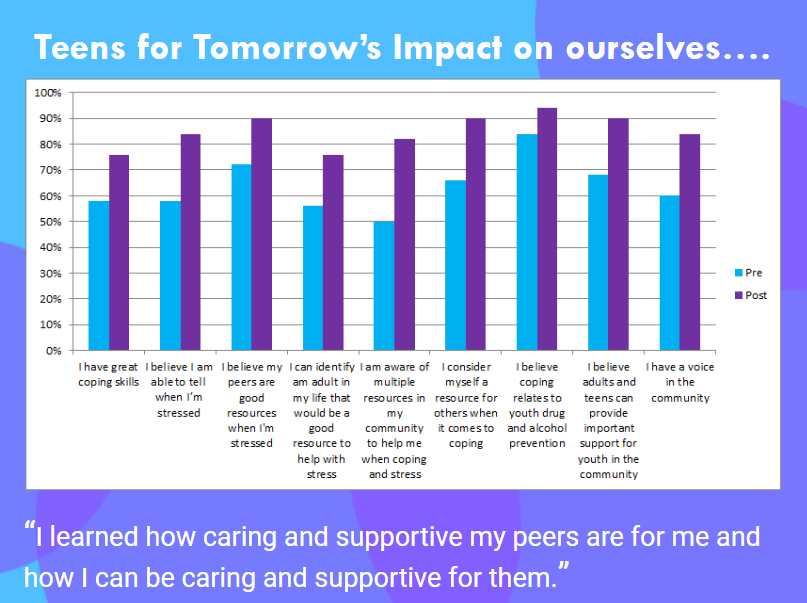 Teens for Tomorrow's Impact on ourselves....
100%
90%
80%
70%
60%
50%
40%
30%
20%
10%
0%
Pre
Post
I have great
coping skills
I believe I am
able to tell
when I'm
stressed
I believe my
peers are
good
resources
when I'm
stressed
I can identify
am adult in
my life that
would be a
good
resource to
help with
stress
I am aware of
multiple
resources in
my
community
to help me
when coping
and stress
I consider
myself a
resource for
others when
it comes to
coping
I believe
coping
relates to
youth drug
and alcohol
prevention
I believe
adults and
teens can
provide
important
support for
youth in the
community
I have a voice
in the
community
“I learned how caring and supportive my peers are for me and
how I can be caring and supportive for them.”